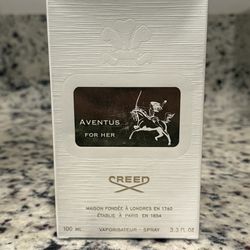 AVENTUS
FOR HER
CREED
MAISON FONDÉE À LONDRES EN 1760
ÉTABLIE À PARIS EN 1854
100 ML VAPORISATEUR - SPRAY 3.3 FL.OZ